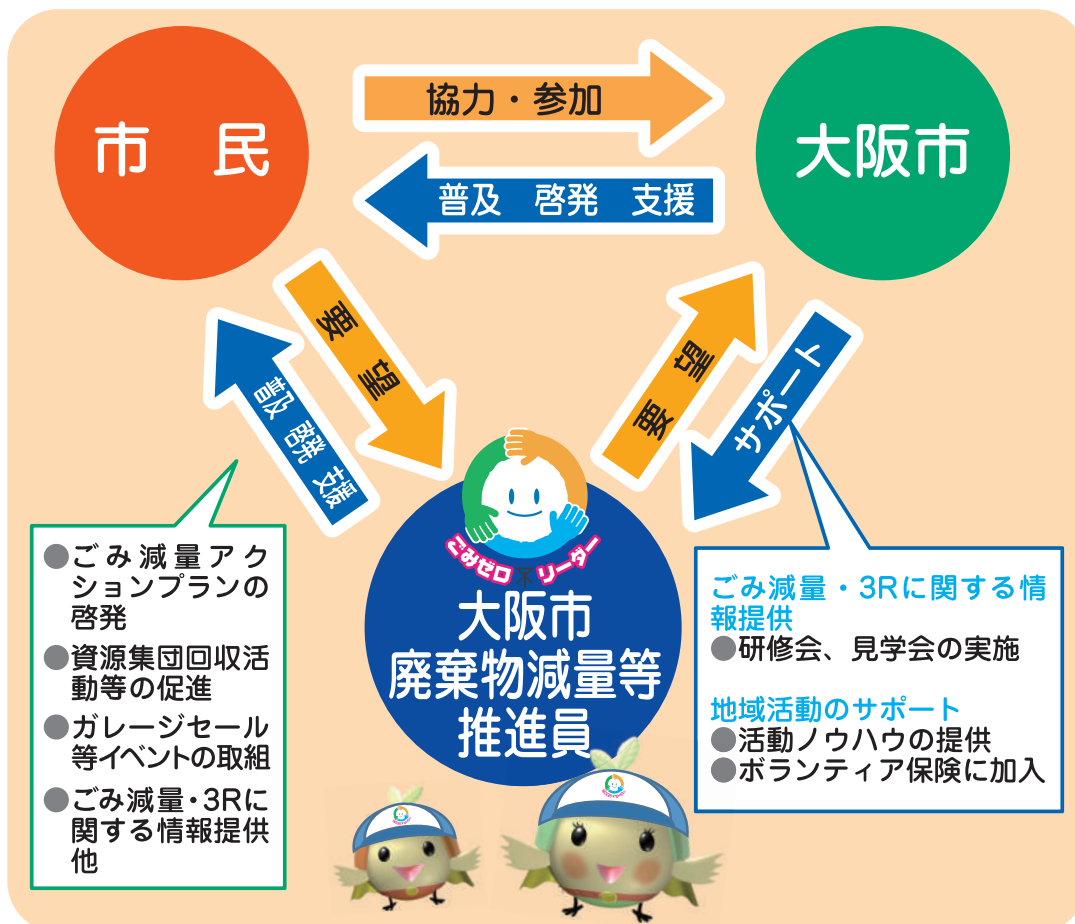 市　民
協力・参加
大阪市
普及　啓発　支援
要望
普及 啓発 支援
要望
サポート
ごみゼロリーダー
大阪市
廃棄物減量等
推進員
●ごみ減量アク
ションプランの
啓発
●資源集団回収活
動等の促進
●ガレージセール
等イベントの取組
●ごみ減量・3Rに
関する情報提供
他
ごみ減量・3Rに関する情
報提供
●研修会、見学会の実施
地域活動のサポート
●活動ノウハウの提供
●ボランティア保険に加入